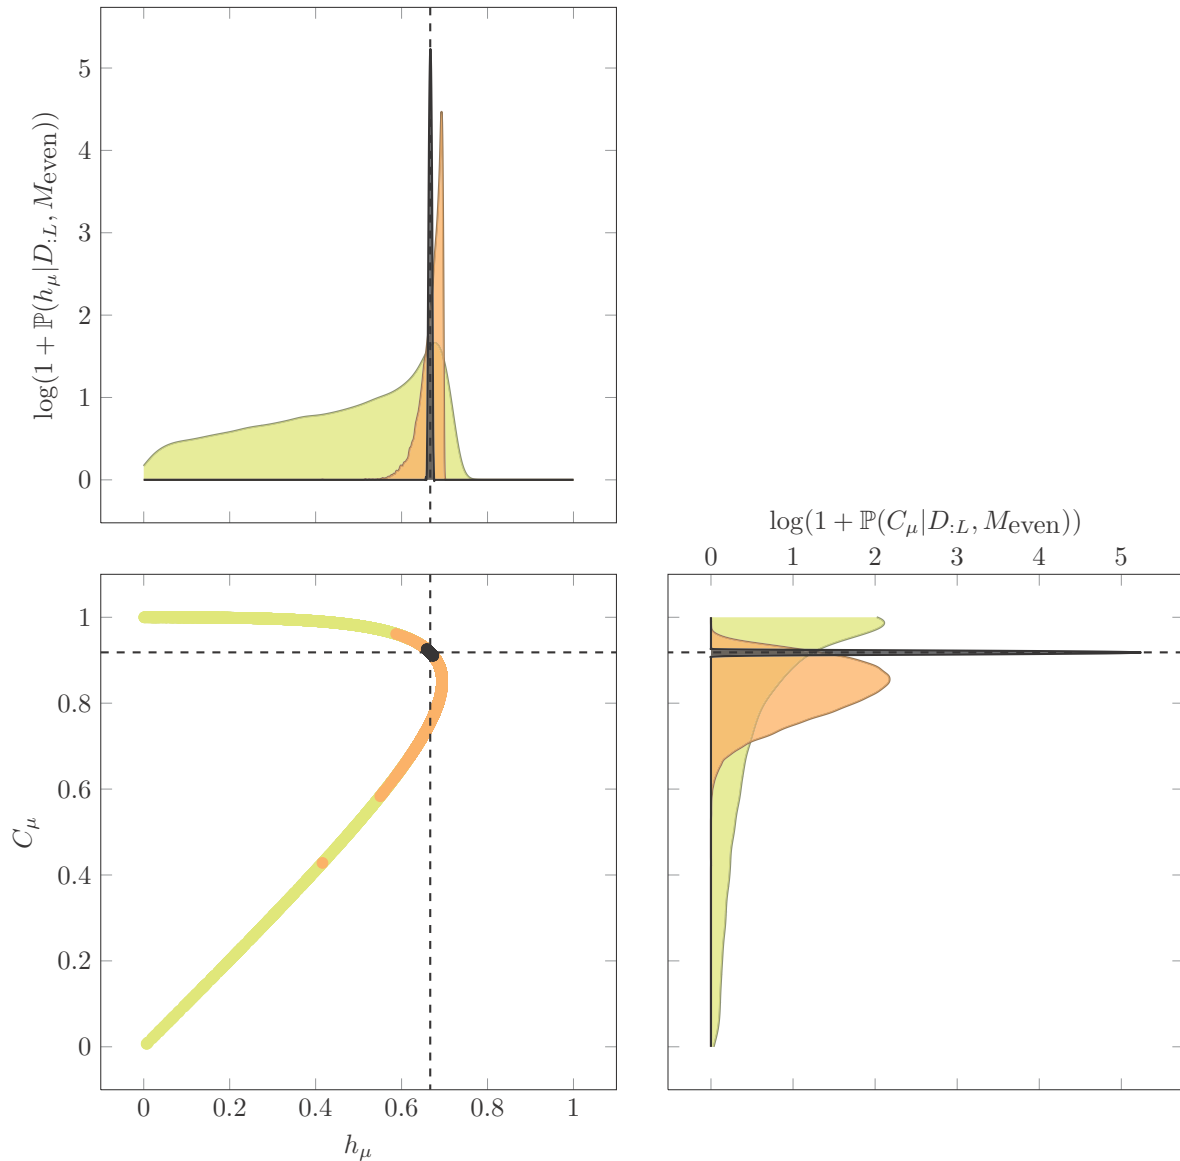 log(1 + ℙ(h_μ|D_{:L}, M_even))
5
4
3
2
1
0
log(1 + ℙ(C_μ|D_{:L}, M_even))
0 1 2 3 4 5
C_μ
1
0.8
0.6
0.4
0.2
0
0 0.2 0.4 0.6 0.8 1
h_μ